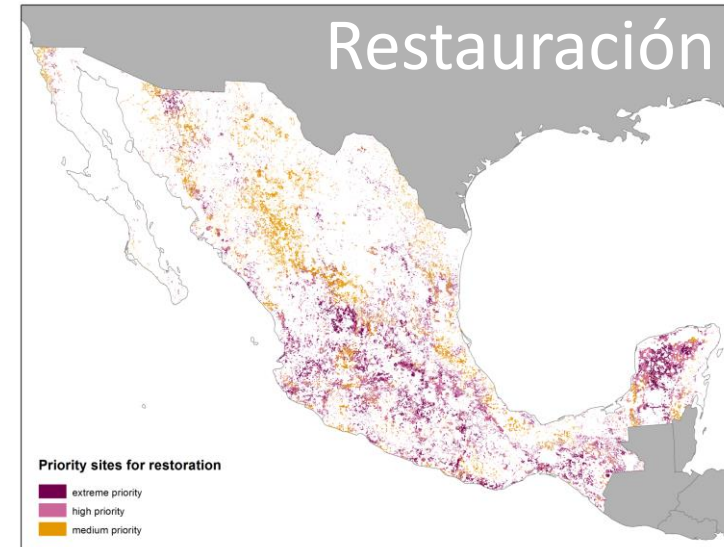 Restauración
Priority sites for restoration
extreme priority
high priority
medium priority